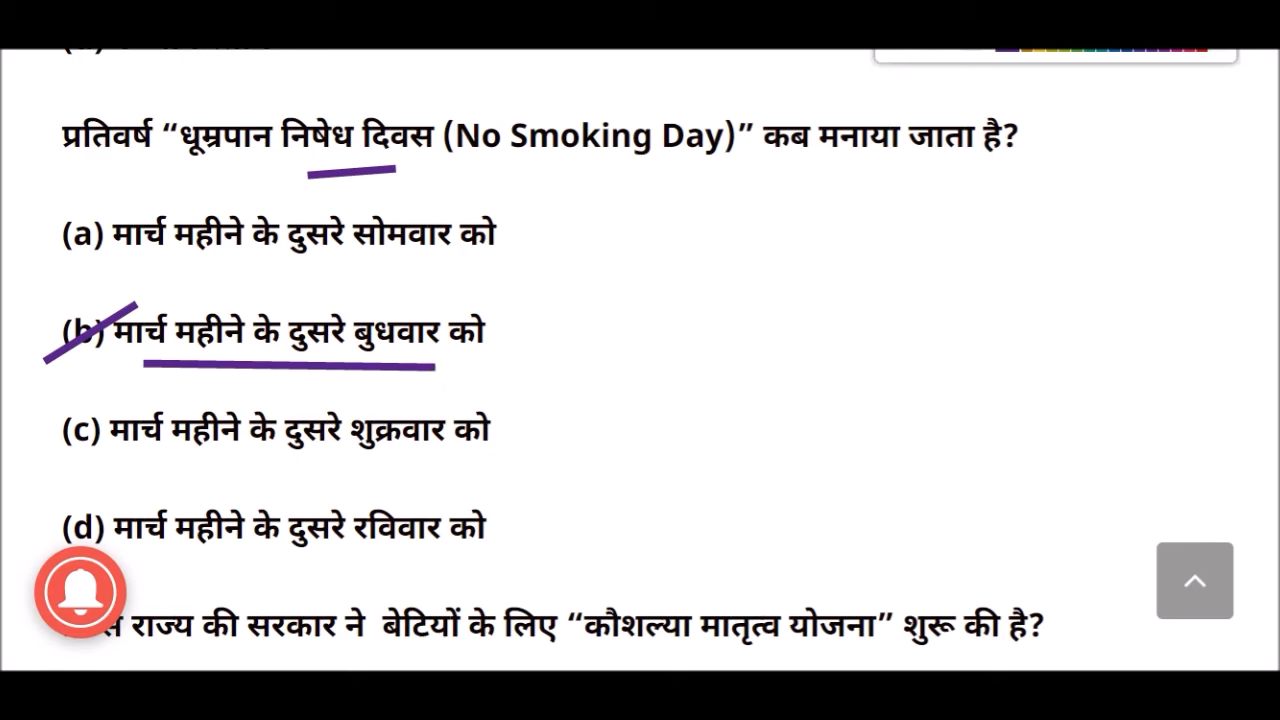 प्रतिवर्ष “धूम्रपान निषेध दिवस (No Smoking Day)” कब मनाया जाता है?
(a) मार्च महीने के दुसरे सोमवार को
(b) मार्च महीने के दुसरे बुधवार को
(c) मार्च महीने के दुसरे शुक्रवार को
(d) मार्च महीने के दुसरे रविवार को
राज्य की सरकार ने बेटियों के लिए “कौशल्या मातृत्व योजना” शुरू की है?